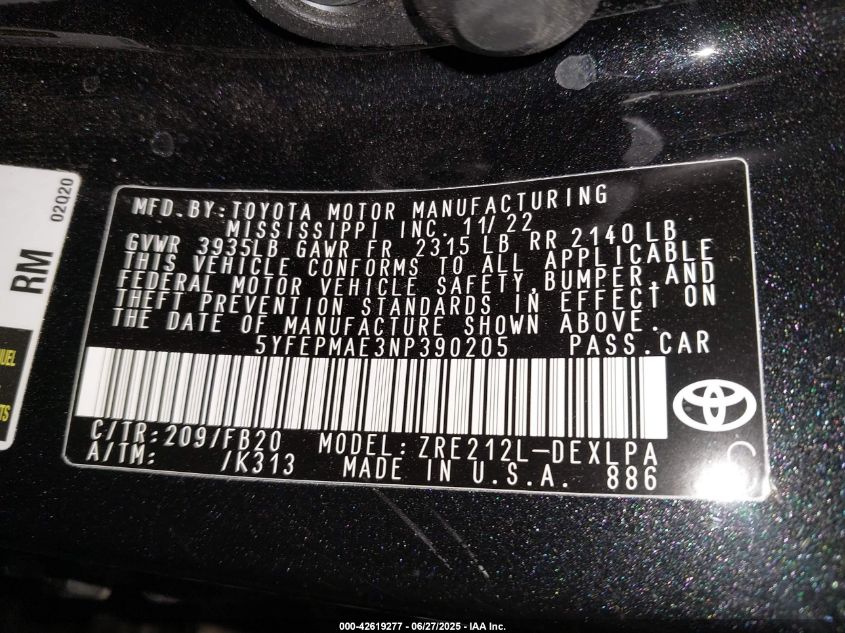 RM
02Q20
MFD.BY:TOYOTA MOTOR MANUFACTURING
MISSISSIPPI INC. 11/22
GVWR 3935LB GAWR FR 2315 LB RR 2140 LB
THIS VEHICLE CONFORMS TO ALL APPLICABLE
FEDERAL MOTOR VEHICLE SAFETY,BUMPER,AND
THEFT PREVENTION STANDARDS IN EFFECT ON
THE DATE OF MANUFACTURE SHOWN ABOVE.
5YFEPMAE3NP390205 PASS.CAR
C/TR:209/FB20 MODEL:ZRE212L-DEXLPA
A/TM: /K313 MADE IN U.S.A. 886
C
000-42619277 - 06/27/2025 - IAA Inc.